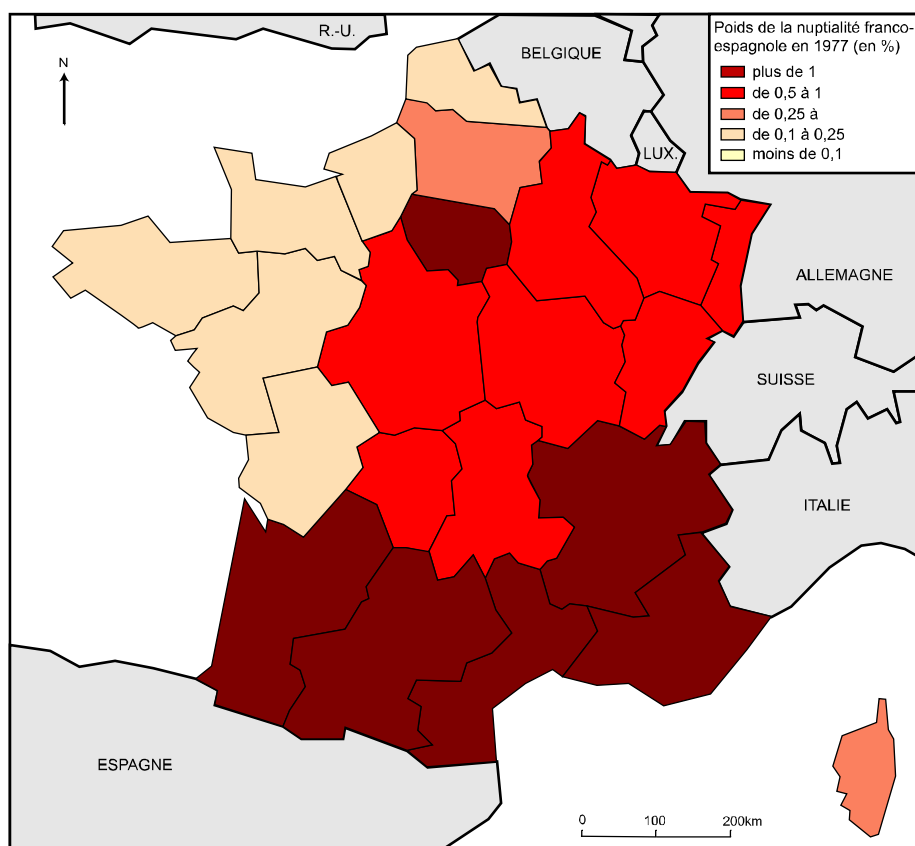 R.-U.
BELGIQUE
Poids de la nuptialité franco-
espagnole en 1977 (en %)
plus de 1
de 0,5 à 1
de 0,25 à
de 0,1 à 0,25
moins de 0,1
N
LUX.
ALLEMAGNE
SUISSE
ITALIE
ESPAGNE
0 100 200km